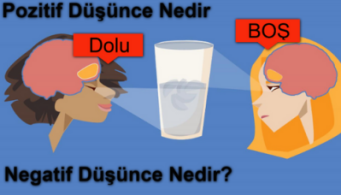 Pozitif Düşünce Nedir
Dolu
BOŞ
Negatif Düşünce Nedir?